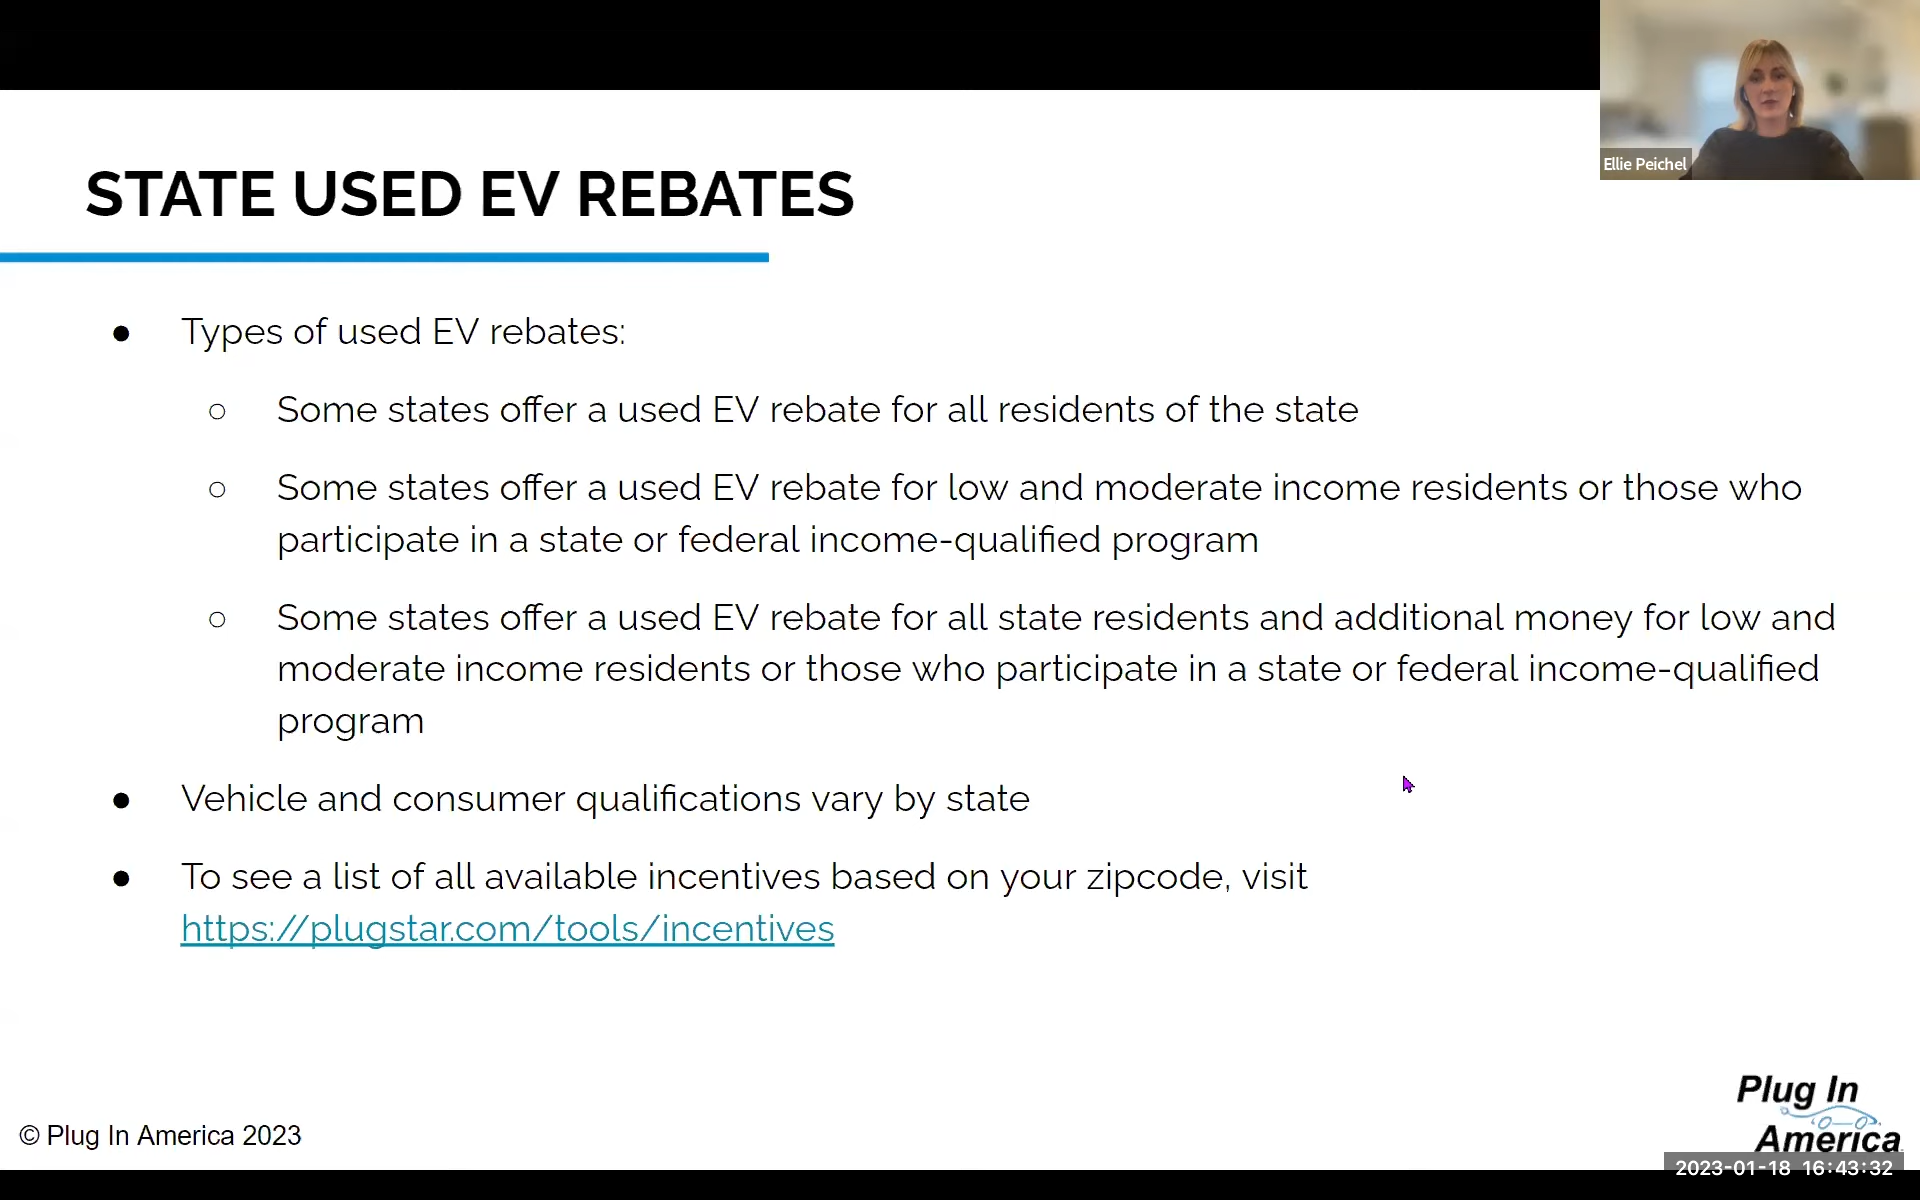 Ellie Peichel
STATE USED EV REBATES
● Types of used EV rebates:
○ Some states offer a used EV rebate for all residents of the state
○ Some states offer a used EV rebate for low and moderate income residents or those who
participate in a state or federal income-qualified program
○ Some states offer a used EV rebate for all state residents and additional money for low and
moderate income residents or those who participate in a state or federal income-qualified
program
● Vehicle and consumer qualifications vary by state
● To see a list of all available incentives based on your zipcode, visit
https://plugstar.com/tools/incentives
© Plug In America 2023
Plug In
America
2023-01-18 16:43:32